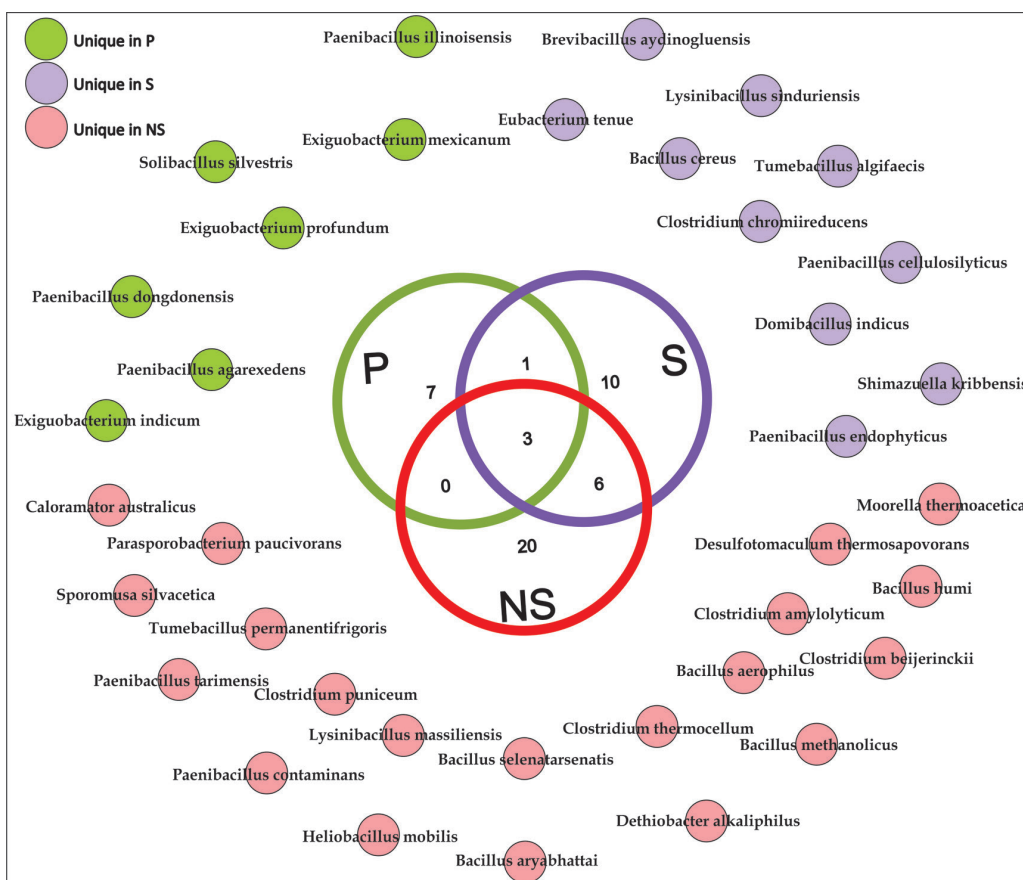 Unique in P
Unique in S
Unique in NS
Paenibacillus illinoisensis
Brevibacillus aydinogluensis
Lysinibacillus sinduriensis
Eubacterium tenue
Exiguobacterium mexicanum
Solibacillus silvestris
Bacillus cereus
Tumebacillus algifaecis
Exiguobacterium profundum
Clostridium chromiireducens
Paenibacillus cellulosilyticus
Paenibacillus dongdonensis
Domibacillus indicus
Paenibacillus agarexedens
Shimazuella kribbensis
Exiguobacterium indicum
Paenibacillus endophyticus
P
S
1
7
10
3
0
6
20
NS
Caloramator australicus
Moorella thermoacetica
Parasporobacterium paucivorans
Desulfotomaculum thermosapovorans
Sporomusa silvacetica
Bacillus humi
Clostridium amylolyticum
Tumebacillus permanentifrigoris
Clostridium beijerinckii
Paenibacillus tarimensis
Bacillus aerophilus
Clostridium puniceum
Clostridium thermocellum
Lysinibacillus massiliensis
Bacillus methanolicus
Bacillus selenatarsenatis
Paenibacillus contaminans
Dethiobacter alkaliphilus
Heliobacillus mobilis
Bacillus aryabhattai